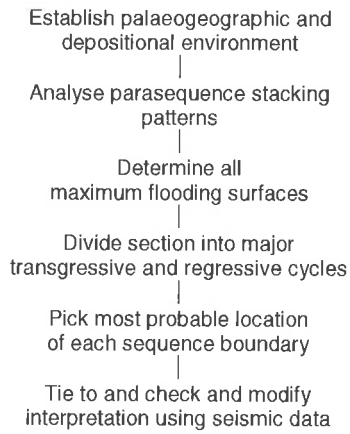 Establish palaeogeographic and
depositional environment
Analyse parasequence stacking
patterns
Determine all
maximum flooding surfaces
Divide section into major
transgressive and regressive cycles
Pick most probable location
of each sequence boundary
Tie to and check and modify
interpretation using seismic data